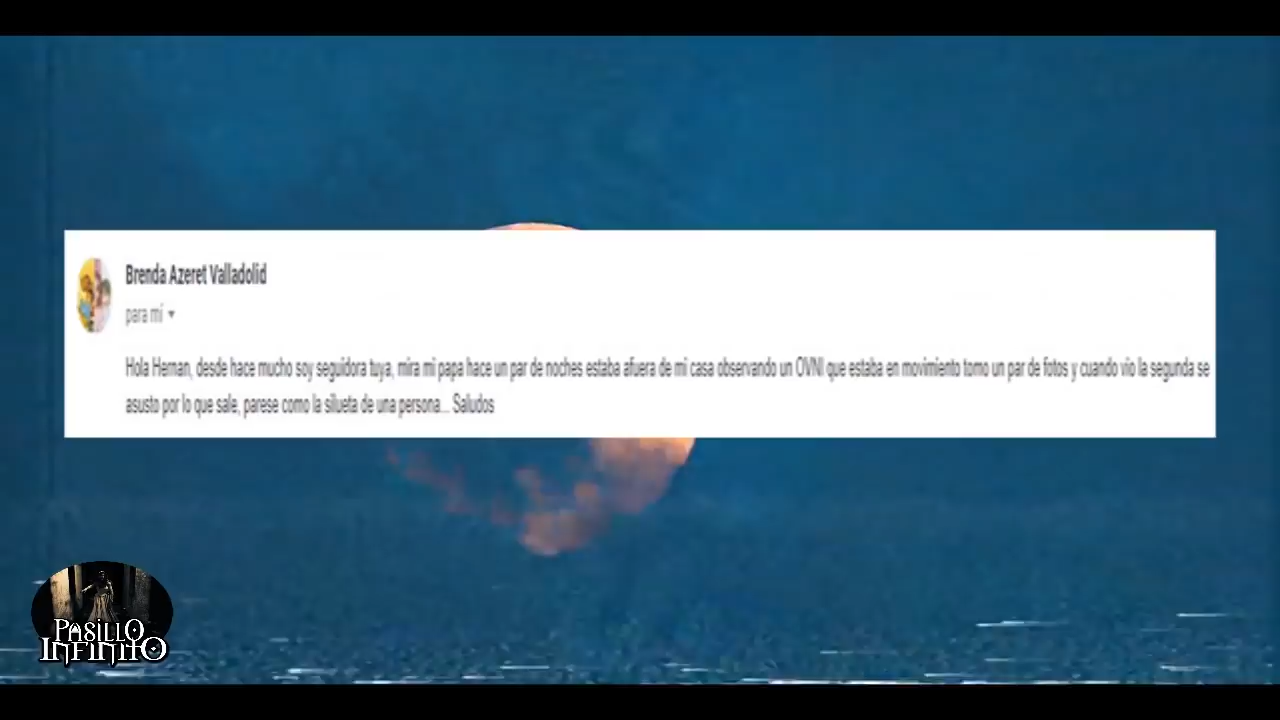 Brenda Azeret Valladolid
para mí
Hola Hernan, desde hace mucho soy seguidora tuya, mira mi papa hace un par de noches estaba afuera de mi casa observando un OVNI que estaba en movimiento tomo un par de fotos y cuando vio la segunda se
asusto por lo que sale, parese como la silueta de una persona... Saludos
PASILLO
INFINITO